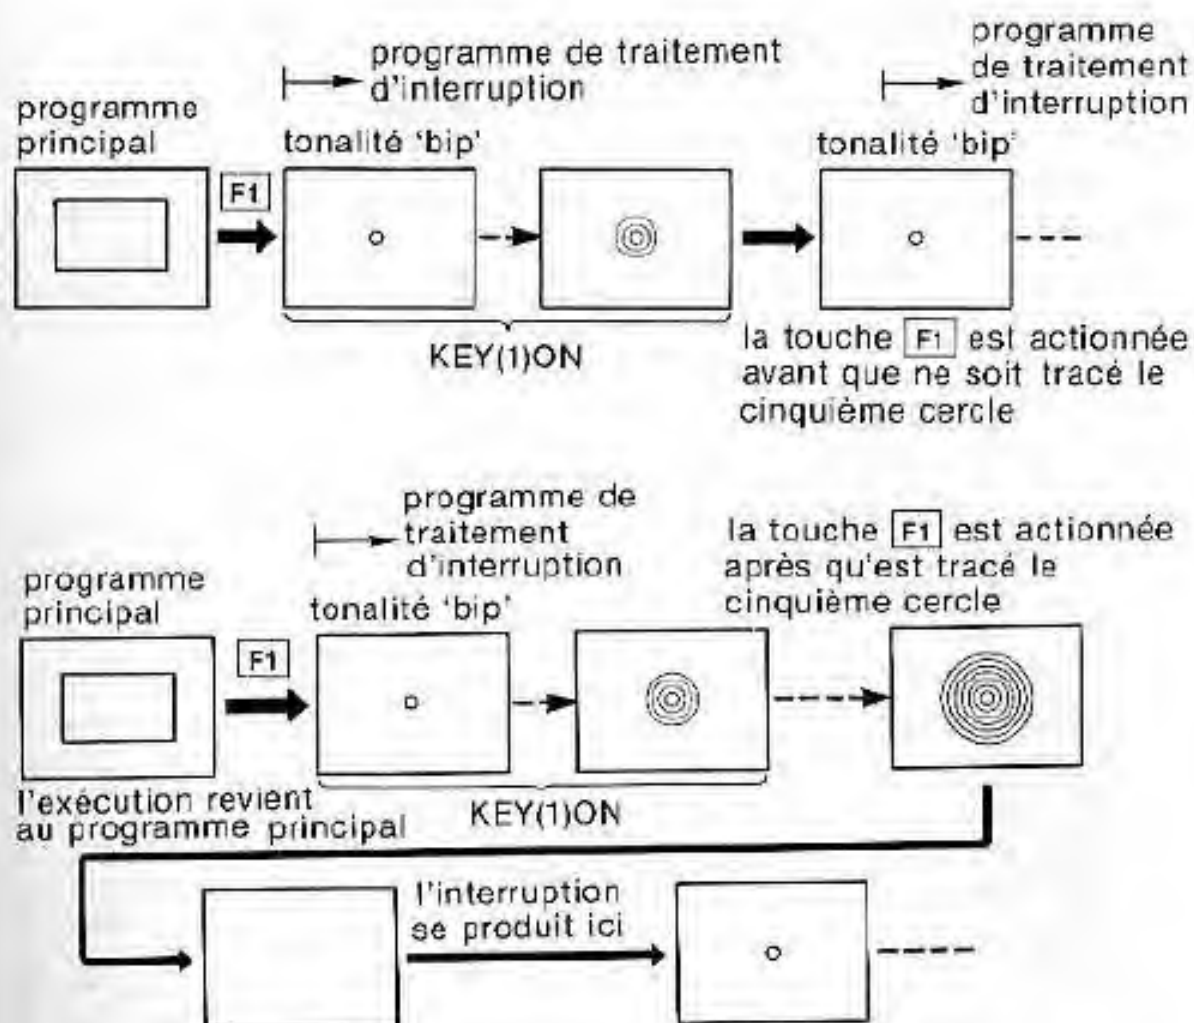 programme de traitement
d'interruption
programme
de traitement
d'interruption
programme
principal
tonalité 'bip'
tonalité 'bip'
F1
KEY(1)ON
la touche F1 est actionnée
avant que ne soit tracé le
cinquième cercle
programme de
traitement
d'interruption
la touche F1 est actionnée
après qu'est tracé le
cinquième cercle
programme
principal
tonalité 'bip'
F1
l'exécution revient
au programme principal
KEY(1)ON
l'interruption
se produit ici